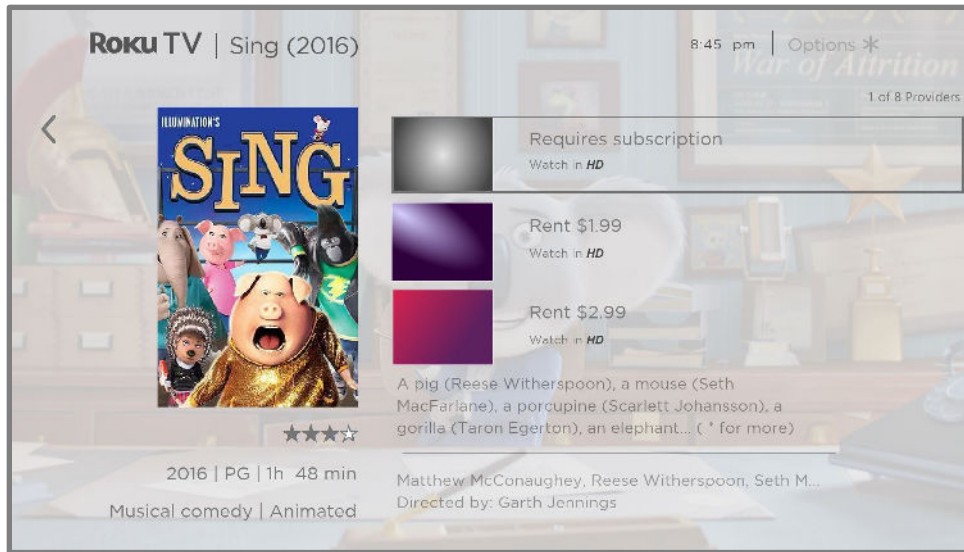 Roku TV | Sing (2016)
8:45 pm | Options *
War of Attrition
1 of 8 Providers
ILLUMINATION'S
SING
Requires subscription
Watch in HD
Rent $1.99
Watch in HD
Rent $2.99
Watch in HD
A pig (Reese Witherspoon), a mouse (Seth
MacFarlane), a porcupine (Scarlett Johansson), a
gorilla (Taron Egerton), an elephant... ( * for more)
2016 | PG | 1h 48 min
Musical comedy | Animated
Matthew McConaughey, Reese Witherspoon, Seth M...
Directed by: Garth Jennings